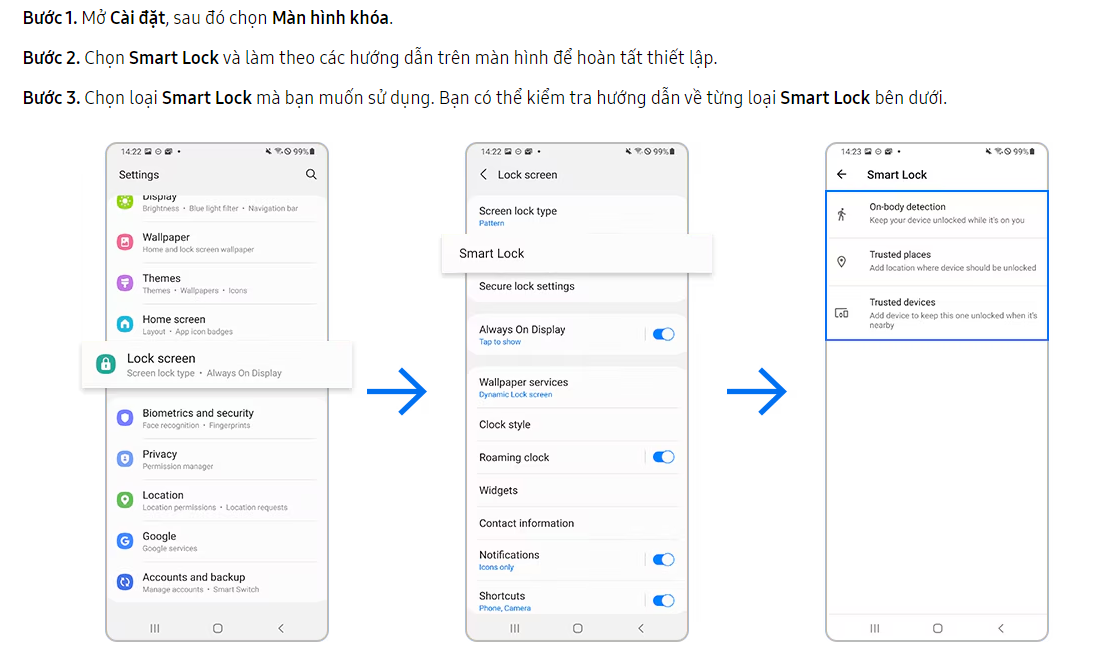 Bước 1. Mở Cài đặt, sau đó chọn Màn hình khóa.
Bước 2. Chọn Smart Lock và làm theo các hướng dẫn trên màn hình để hoàn tất thiết lập.
Bước 3. Chọn loại Smart Lock mà bạn muốn sử dụng. Bạn có thể kiểm tra hướng dẫn về từng loại Smart Lock bên dưới.
14:22
99%
Settings
Display
Brightness • Blue light filter • Navigation bar
Wallpaper
Home and lock screen wallpaper
Themes
Themes • Wallpapers • Icons
Home screen
Layout • App icon badges
Lock screen
Screen lock type • Always On Display
Biometrics and security
Face recognition • Fingerprints
Privacy
Permission manager
Location
Location permissions • Location requests
Google
Google services
Accounts and backup
Manage accounts • Smart Switch
14:22
99%
Lock screen
Screen lock type
Pattern
Smart Lock
Secure lock settings
Always On Display
Tap to show
Wallpaper services
Dynamic Lock screen
Clock style
Roaming clock
Widgets
Contact information
Notifications
Icons only
Shortcuts
Phone, Camera
14:23
99%
Smart Lock
On-body detection
Keep your device unlocked while it's on you
Trusted places
Add location where device should be unlocked
Trusted devices
Add device to keep this one unlocked when it's
nearby